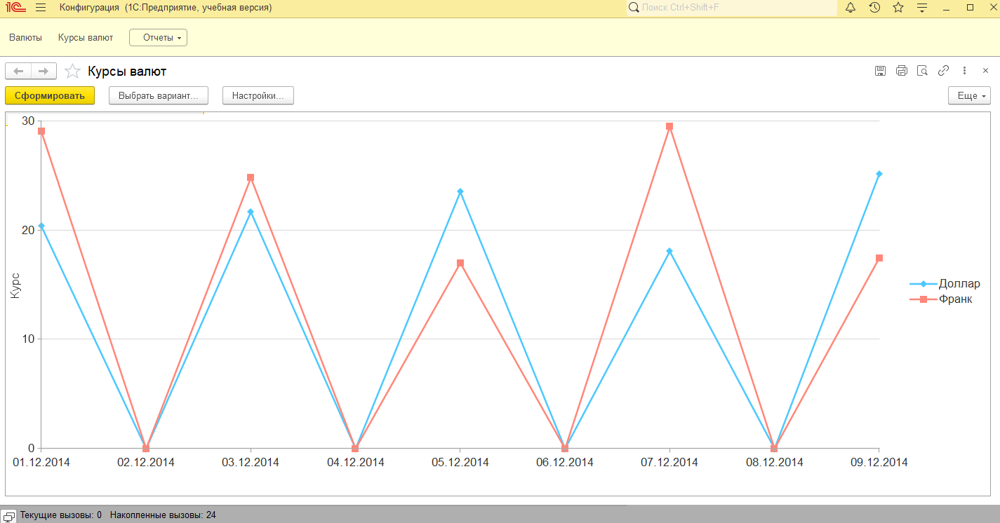 1С Конфигурация (1С:Предприятие, учебная версия) Поиск Ctrl+Shift+F
Валюты Курсы валют Отчеты
Курсы валют
Сформировать Выбрать вариант... Настройки... Еще
30
20
10
0
Курс
01.12.2014 02.12.2014 03.12.2014 04.12.2014 05.12.2014 06.12.2014 07.12.2014 08.12.2014 09.12.2014
Доллар
Франк
Текущие вызовы: 0 Накопленные вызовы: 24